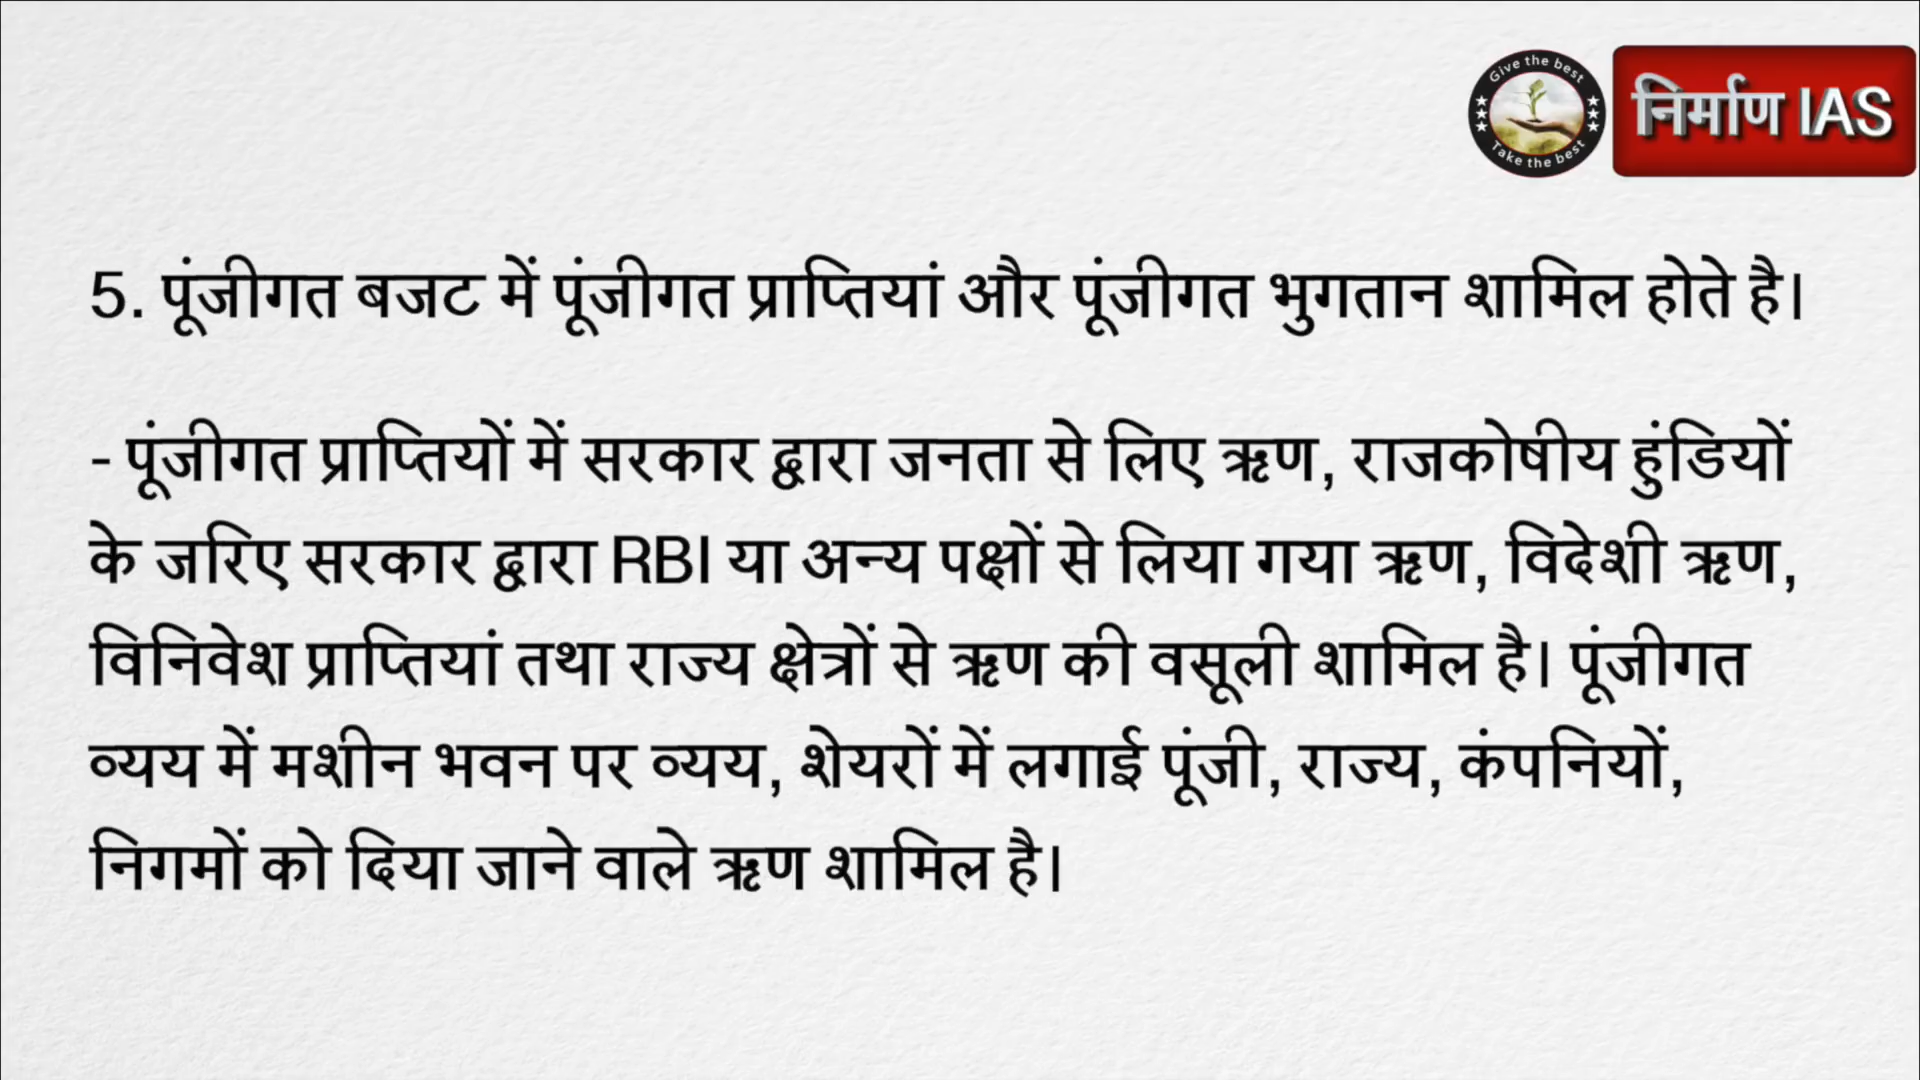 Give the best
Take the best
निर्माण IAS
5. पूंजीगत बजट में पूंजीगत प्राप्तियां और पूंजीगत भुगतान शामिल होते है।
- पूंजीगत प्राप्तियों में सरकार द्वारा जनता से लिए ऋण, राजकोषीय हुंडियों
के जरिए सरकार द्वारा RBI या अन्य पक्षों से लिया गया ऋण, विदेशी ऋण,
विनिवेश प्राप्तियां तथा राज्य क्षेत्रों से ऋण की वसूली शामिल है। पूंजीगत
व्यय में मशीन भवन पर व्यय, शेयरों में लगाई पूंजी, राज्य, कंपनियों,
निगमों को दिया जाने वाले ऋण शामिल है।